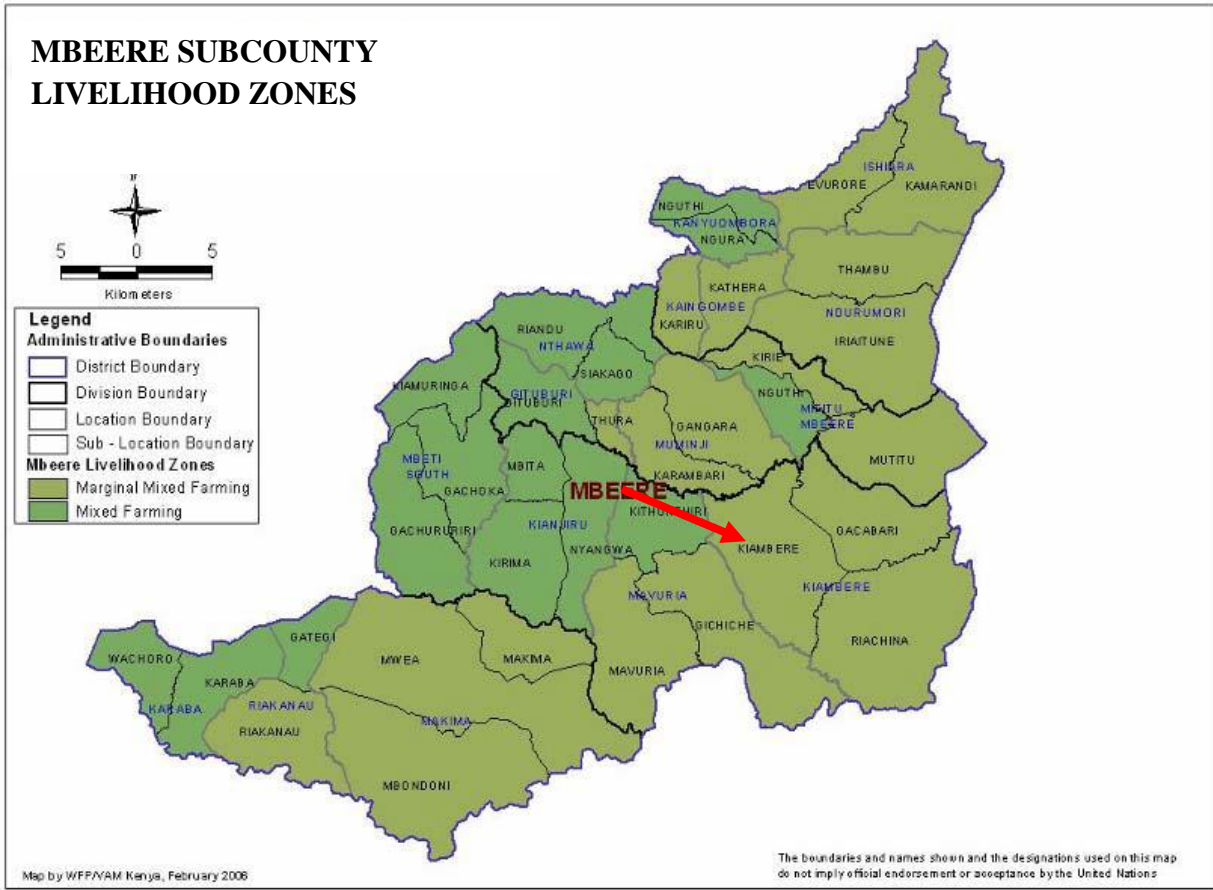 MBEERE SUBCOUNTY
LIVELIHOOD ZONES
N
5 0 5
Kilometers
Legend
Administrative Boundaries
District Boundary
Division Boundary
Location Boundary
Sub - Location Boundary
Mbeere Livelihood Zones
Marginal Mixed Farming
Mixed Farming
ISHIARA
EVURORE
KAMARANDI
NGUTHI
KANYUOMBORA
NGURA
THAMBU
KATHERA
KAINGOMBE
KARIRU
NDURUMORI
IRIAITUNE
RIANDU
NTHAWA
SIAKAGO
KIRIE
KIAMURINGA
GITUBURI
GITUBURI
NGUTHI
MITITU
MBEERE
THURA
GANGARA
MUMINJI
MUTITU
MBETI
SOUTH
MBITA
KARAMBARI
GACHOKA
MBEERE
GACHURURIRI
KIANJIRU
NYANGWA
KIAMBERE
GACABARI
KIRIMA
KIAMBERE
MAVURIA
GICHICHE
RIACHINA
GATEGI
WACHORO
MWEA
MAKIMA
MAVURIA
KARABA
KARABA
RIAKANAU
RIAKANAU
MAKIMA
MBONDONI
Map by WFP/VAM Kenya, February 2006
The boundaries and names shown and the designations used on this map
do not imply official endorsement or acceptance by the United Nations